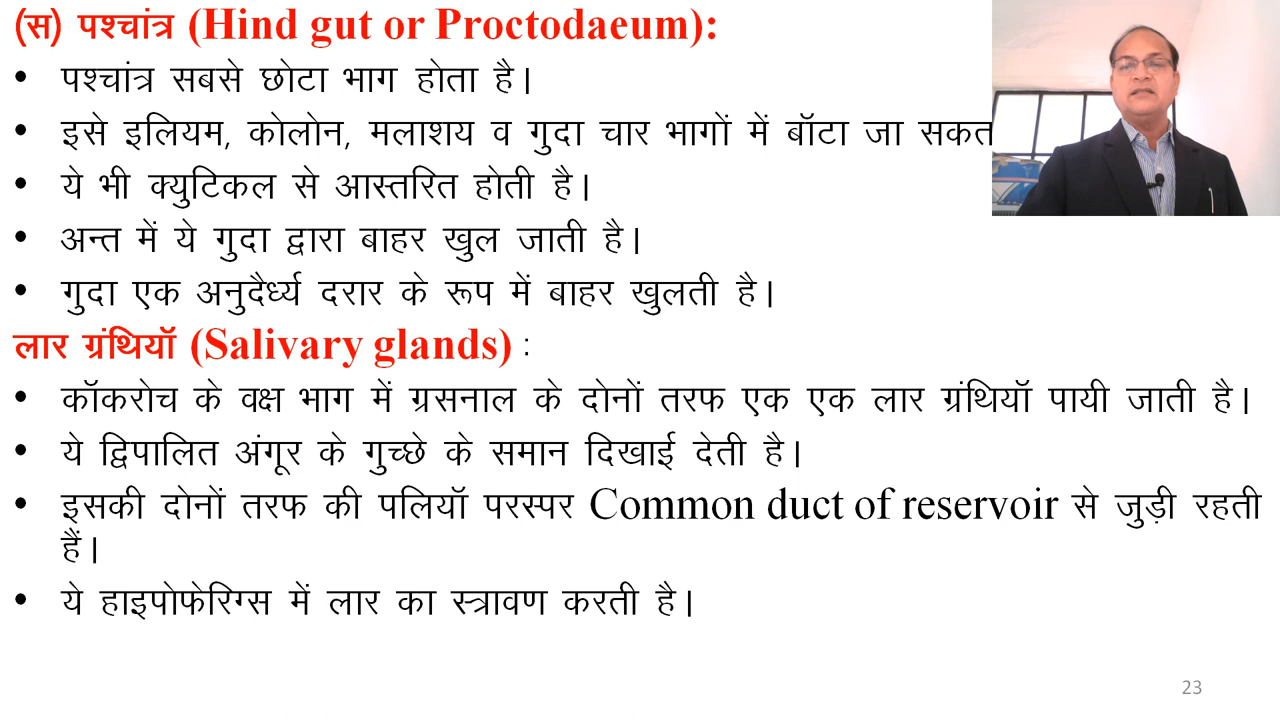 (स) पश्चांत्र (Hind gut or Proctodaeum):
• पश्चांत्र सबसे छोटा भाग होता है।
• इसे इलियम, कोलोन, मलाशय व गुदा चार भागों में बॉटा जा सकत
• ये भी क्युटिकल से आस्तरित होती है।
• अन्त में ये गुदा द्वारा बाहर खुल जाती है।
• गुदा एक अनुदैर्ध्य दरार के रूप में बाहर खुलती है।
लार ग्रंथियॉ (Salivary glands) :
• कॉकरोच के वक्ष भाग में ग्रसनाल के दोनों तरफ एक एक लार ग्रंथियॉ पायी जाती है।
• ये द्विपालित अंगूर के गुच्छे के समान दिखाई देती है।
• इसकी दोनों तरफ की पलियॉ परस्पर Common duct of reservoir से जुड़ी रहती
हैं।
• ये हाइपोफेरिग्स में लार का स्त्रावण करती है।
23